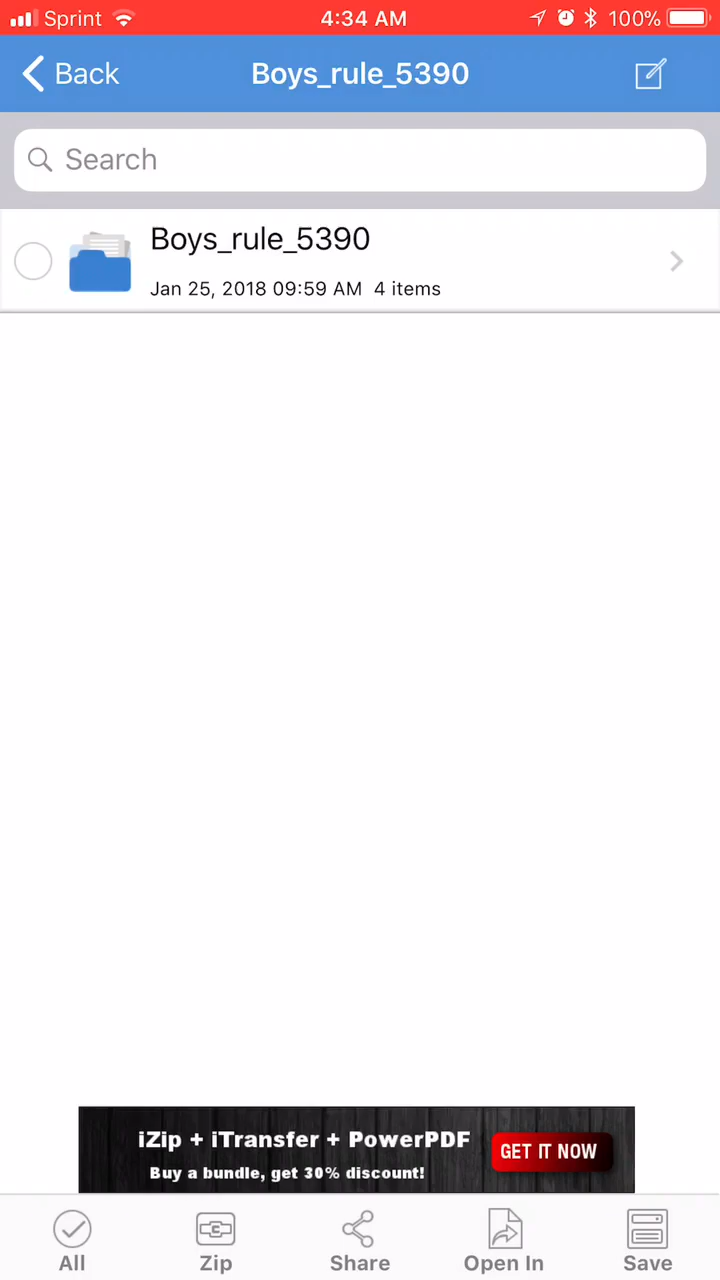 Sprint 4:34 AM 100%
Back Boys_rule_5390
Search
Boys_rule_5390
Jan 25, 2018 09:59 AM 4 items
iZip + iTransfer + PowerPDF
Buy a bundle, get 30% discount!
GET IT NOW
All Zip Share Open In Save